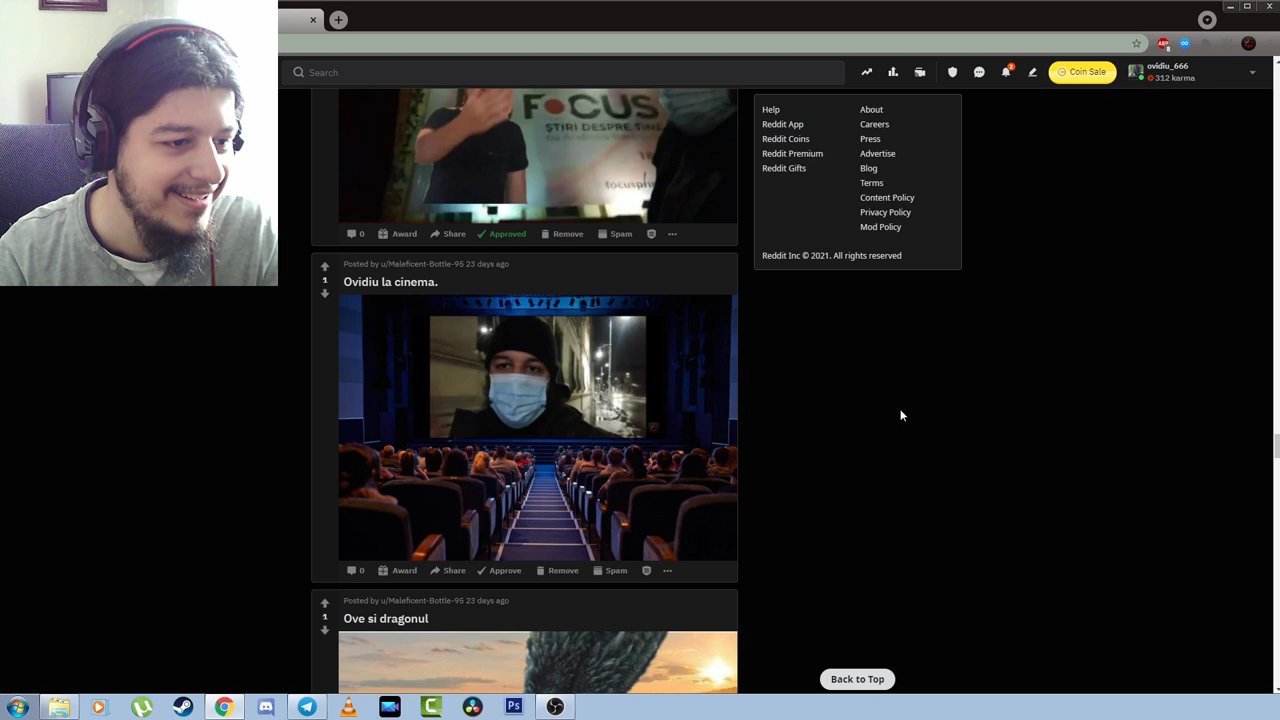 Search
Coin Sale
ovidiu_666
312 karma
FOCUS
ȘTIRI DESPRE TINE
0 Award Share Approved Remove Spam
Posted by u/Maleficent-Bottle-95 23 days ago
1
Ovidiu la cinema.
0 Award Share Approve Remove Spam
Posted by u/Maleficent-Bottle-95 23 days ago
1
Ove si dragonul
Help About
Reddit App Careers
Reddit Coins Press
Reddit Premium Advertise
Reddit Gifts Blog
Terms
Content Policy
Privacy Policy
Mod Policy
Reddit Inc © 2021. All rights reserved
Back to Top